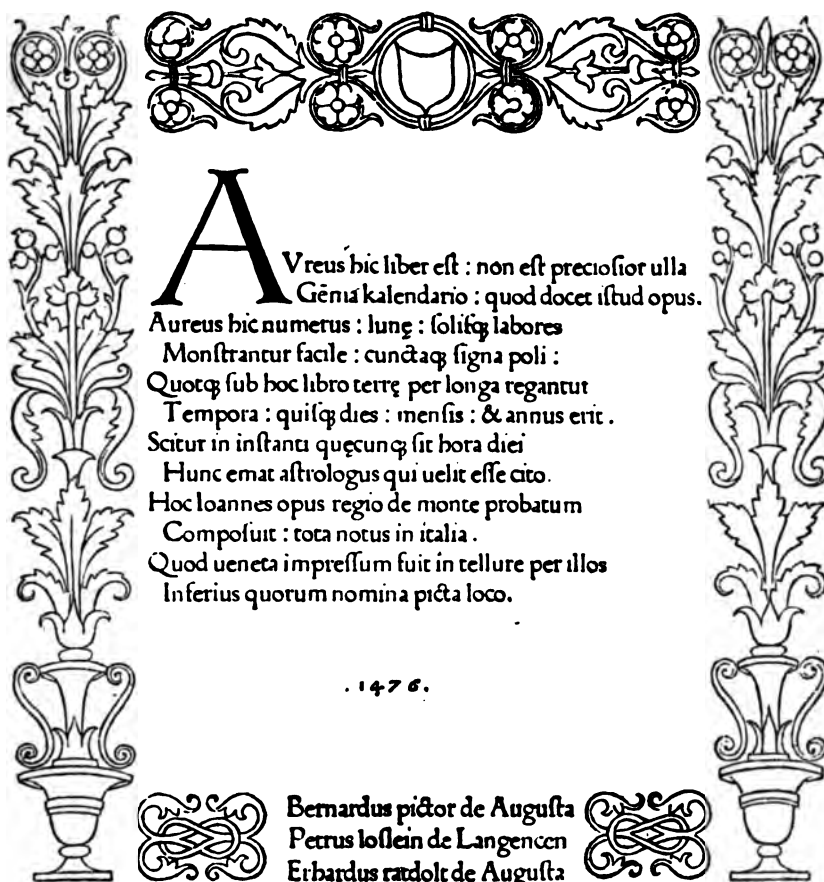 AVreus hic liber est : non est preciosior ulla
Gēma kalendario : quod docet istud opus.
Aureus hic numerus : lunę : solisq; labores
Monstrantur facile : cunctaq; signa poli :
Quotq; sub hoc libro terrę per longa regantur
Tempora : quisq; dies : mensis : & annus erit .
Scitur in instanti quęcunq; sit hora diei
Hunc emat astrologus qui uelit esse cito.
Hoc Ioannes opus regio de monte probatum
Composuit : tota notus in italia .
Quod ueneta impressum fuit in tellure per illos
Inferius quorum nomina picta loco.
. 1476 .
Bernardus pictor de Augusta
Petrus loslein de Langencen
Erhardus ratdolt de Augusta